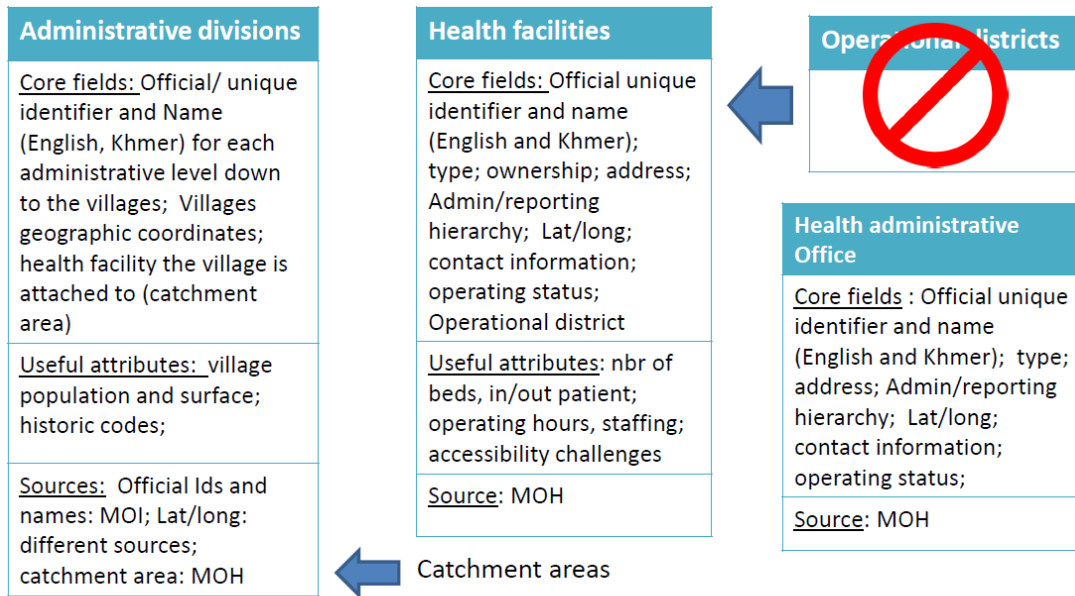 Administrative divisions
Core fields: Official/ unique
identifier and Name
(English, Khmer) for each
administrative level down
to the villages;  Villages
geographic coordinates;
health facility the village is
attached to (catchment
area)
Useful attributes:  village
population and surface;
historic codes;
Sources:  Official Ids and
names: MOI; Lat/long:
different sources;
catchment area: MOH
Health facilities
Core fields: Official unique
identifier and name
(English and Khmer);
type; ownership; address;
Admin/reporting
hierarchy;  Lat/long;
contact information;
operating status;
Operational district
Useful attributes: nbr of
beds, in/out patient;
operating hours, staffing;
accessibility challenges
Source: MOH
Catchment areas
Operational districts
Health administrative
Office
Core fields : Official unique
identifier and name
(English and Khmer);  type;
address; Admin/reporting
hierarchy;  Lat/long;
contact information;
operating status;
Source: MOH